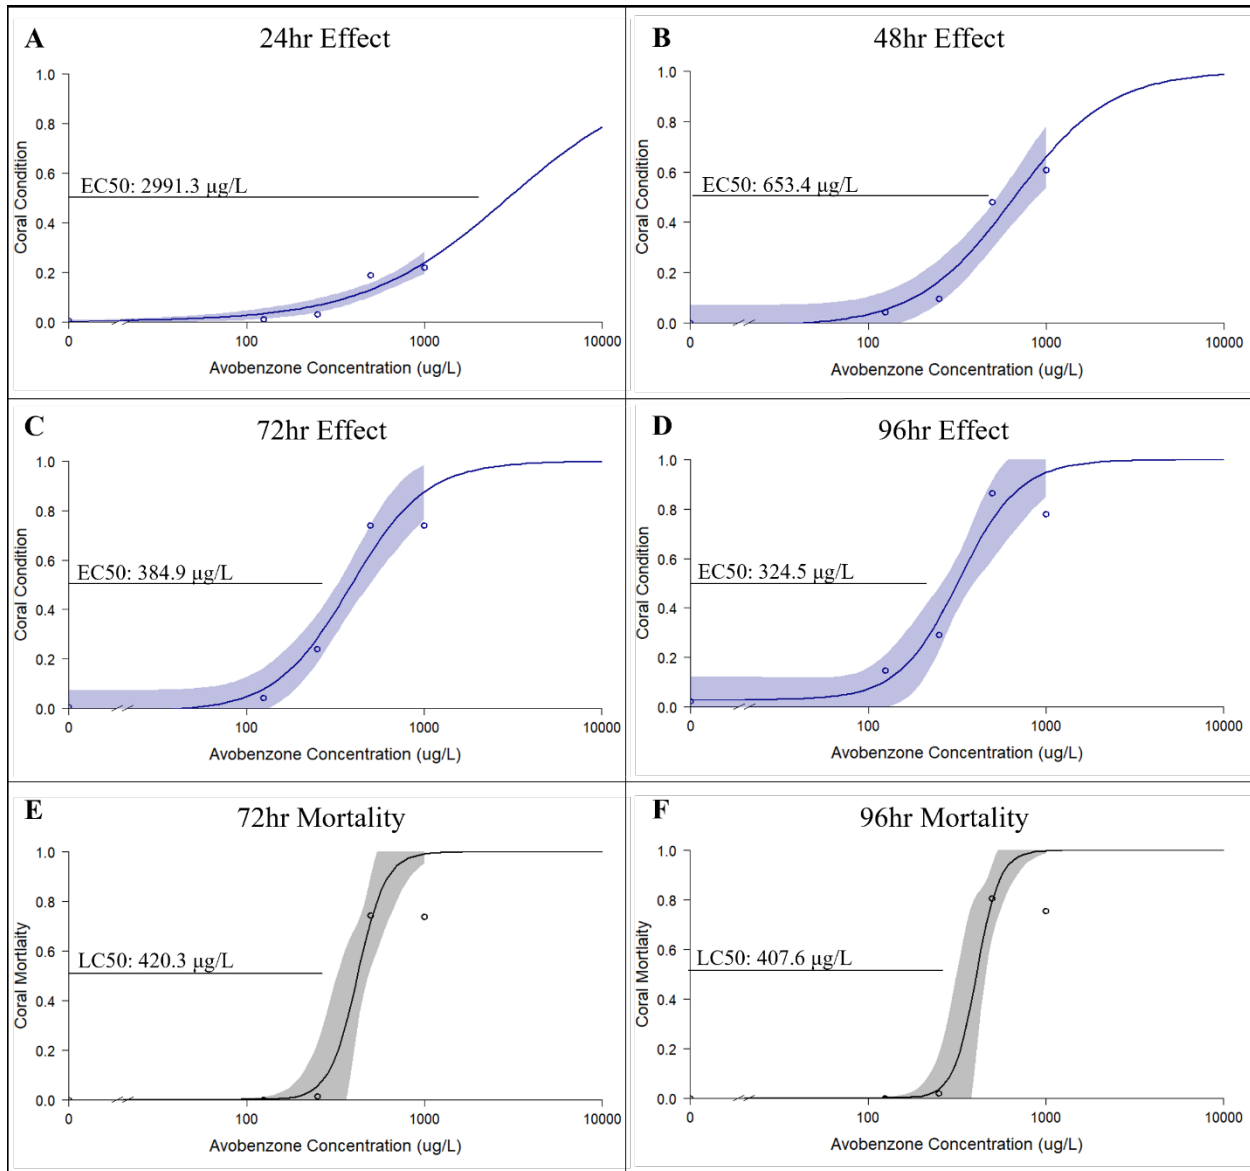 A
24hr Effect
1.0
0.8
0.6
0.4
0.2
0.0
Coral Condition
EC50: 2991.3 µg/L
0
100
1000
10000
Avobenzone Concentration (ug/L)
B
48hr Effect
1.0
0.8
0.6
0.4
0.2
0.0
Coral Condition
EC50: 653.4 µg/L
0
100
1000
10000
Avobenzone Concentration (ug/L)
C
72hr Effect
1.0
0.8
0.6
0.4
0.2
0.0
Coral Condition
EC50: 384.9 µg/L
0
100
1000
10000
Avobenzone Concentration (ug/L)
D
96hr Effect
1.0
0.8
0.6
0.4
0.2
0.0
Coral Condition
EC50: 324.5 µg/L
0
100
1000
10000
Avobenzone Concentration (ug/L)
E
72hr Mortality
1.0
0.8
0.6
0.4
0.2
0.0
Coral Mortlaity
LC50: 420.3 µg/L
0
100
1000
10000
Avobenzone Concentration (ug/L)
F
96hr Mortality
1.0
0.8
0.6
0.4
0.2
0.0
Coral Mortality
LC50: 407.6 µg/L
0
100
1000
10000
Avobenzone Concentration (ug/L)